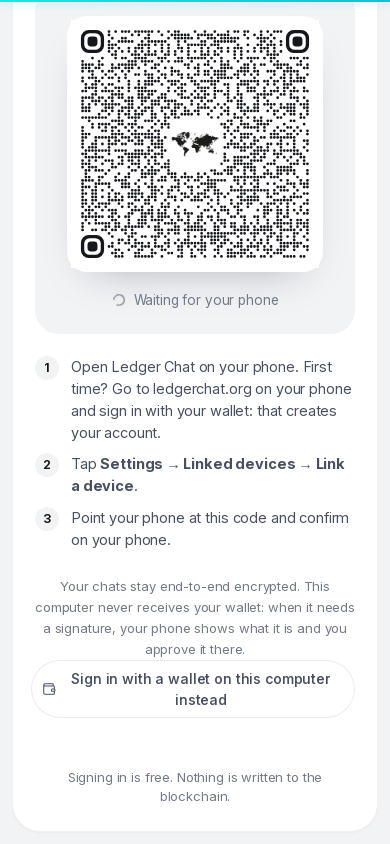 Waiting for your phone
1
Open Ledger Chat on your phone. First
time? Go to ledgerchat.org on your phone
and sign in with your wallet: that creates
your account.
2
Tap Settings → Linked devices → Link
a device.
3
Point your phone at this code and confirm
on your phone.
Your chats stay end-to-end encrypted. This
computer never receives your wallet: when it needs
a signature, your phone shows what it is and you
approve it there.
Sign in with a wallet on this computer
instead
Signing in is free. Nothing is written to the
blockchain.